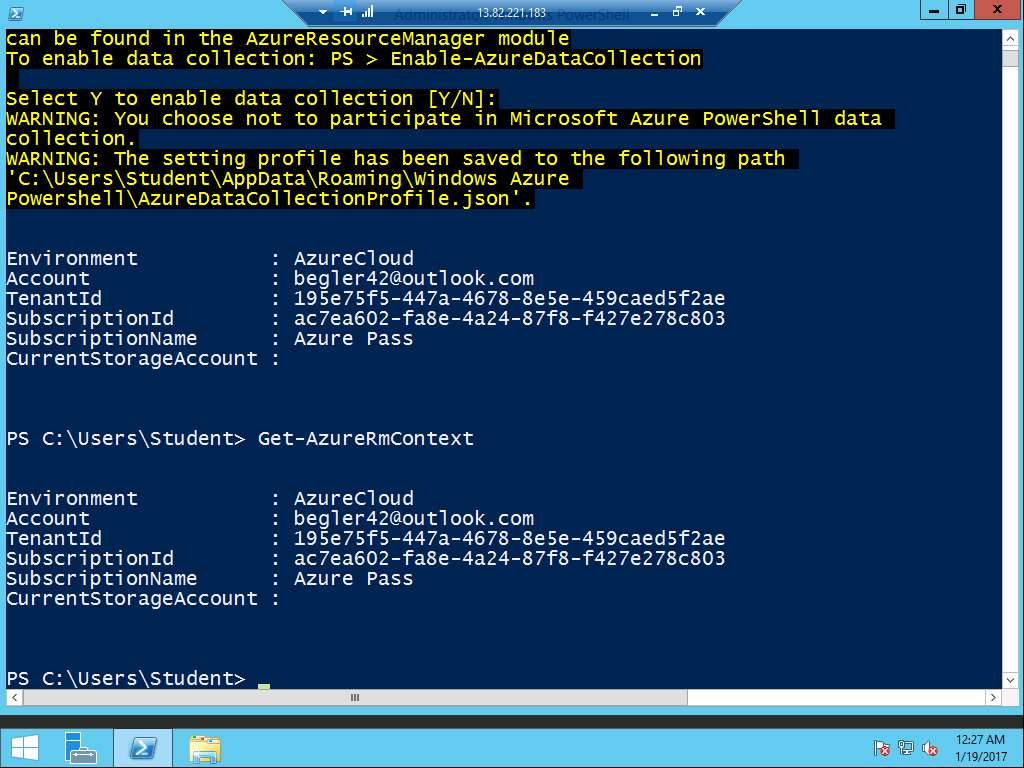 Administrator: Windows PowerShell
13.82.221.183
can be found in the AzureResourceManager module
To enable data collection: PS > Enable-AzureDataCollection
Select Y to enable data collection [Y/N]:
WARNING: You choose not to participate in Microsoft Azure PowerShell data
collection.
WARNING: The setting profile has been saved to the following path
'C:\Users\Student\AppData\Roaming\Windows Azure
Powershell\AzureDataCollectionProfile.json'.
Environment : AzureCloud
Account : begler42@outlook.com
TenantId : 195e75f5-447a-4678-8e5e-459caed5f2ae
SubscriptionId : ac7ea602-fa8e-4a24-87f8-f427e278c803
SubscriptionName : Azure Pass
CurrentStorageAccount :
PS C:\Users\Student> Get-AzureRmContext
Environment : AzureCloud
Account : begler42@outlook.com
TenantId : 195e75f5-447a-4678-8e5e-459caed5f2ae
SubscriptionId : ac7ea602-fa8e-4a24-87f8-f427e278c803
SubscriptionName : Azure Pass
CurrentStorageAccount :
PS C:\Users\Student>
12:27 AM
1/19/2017